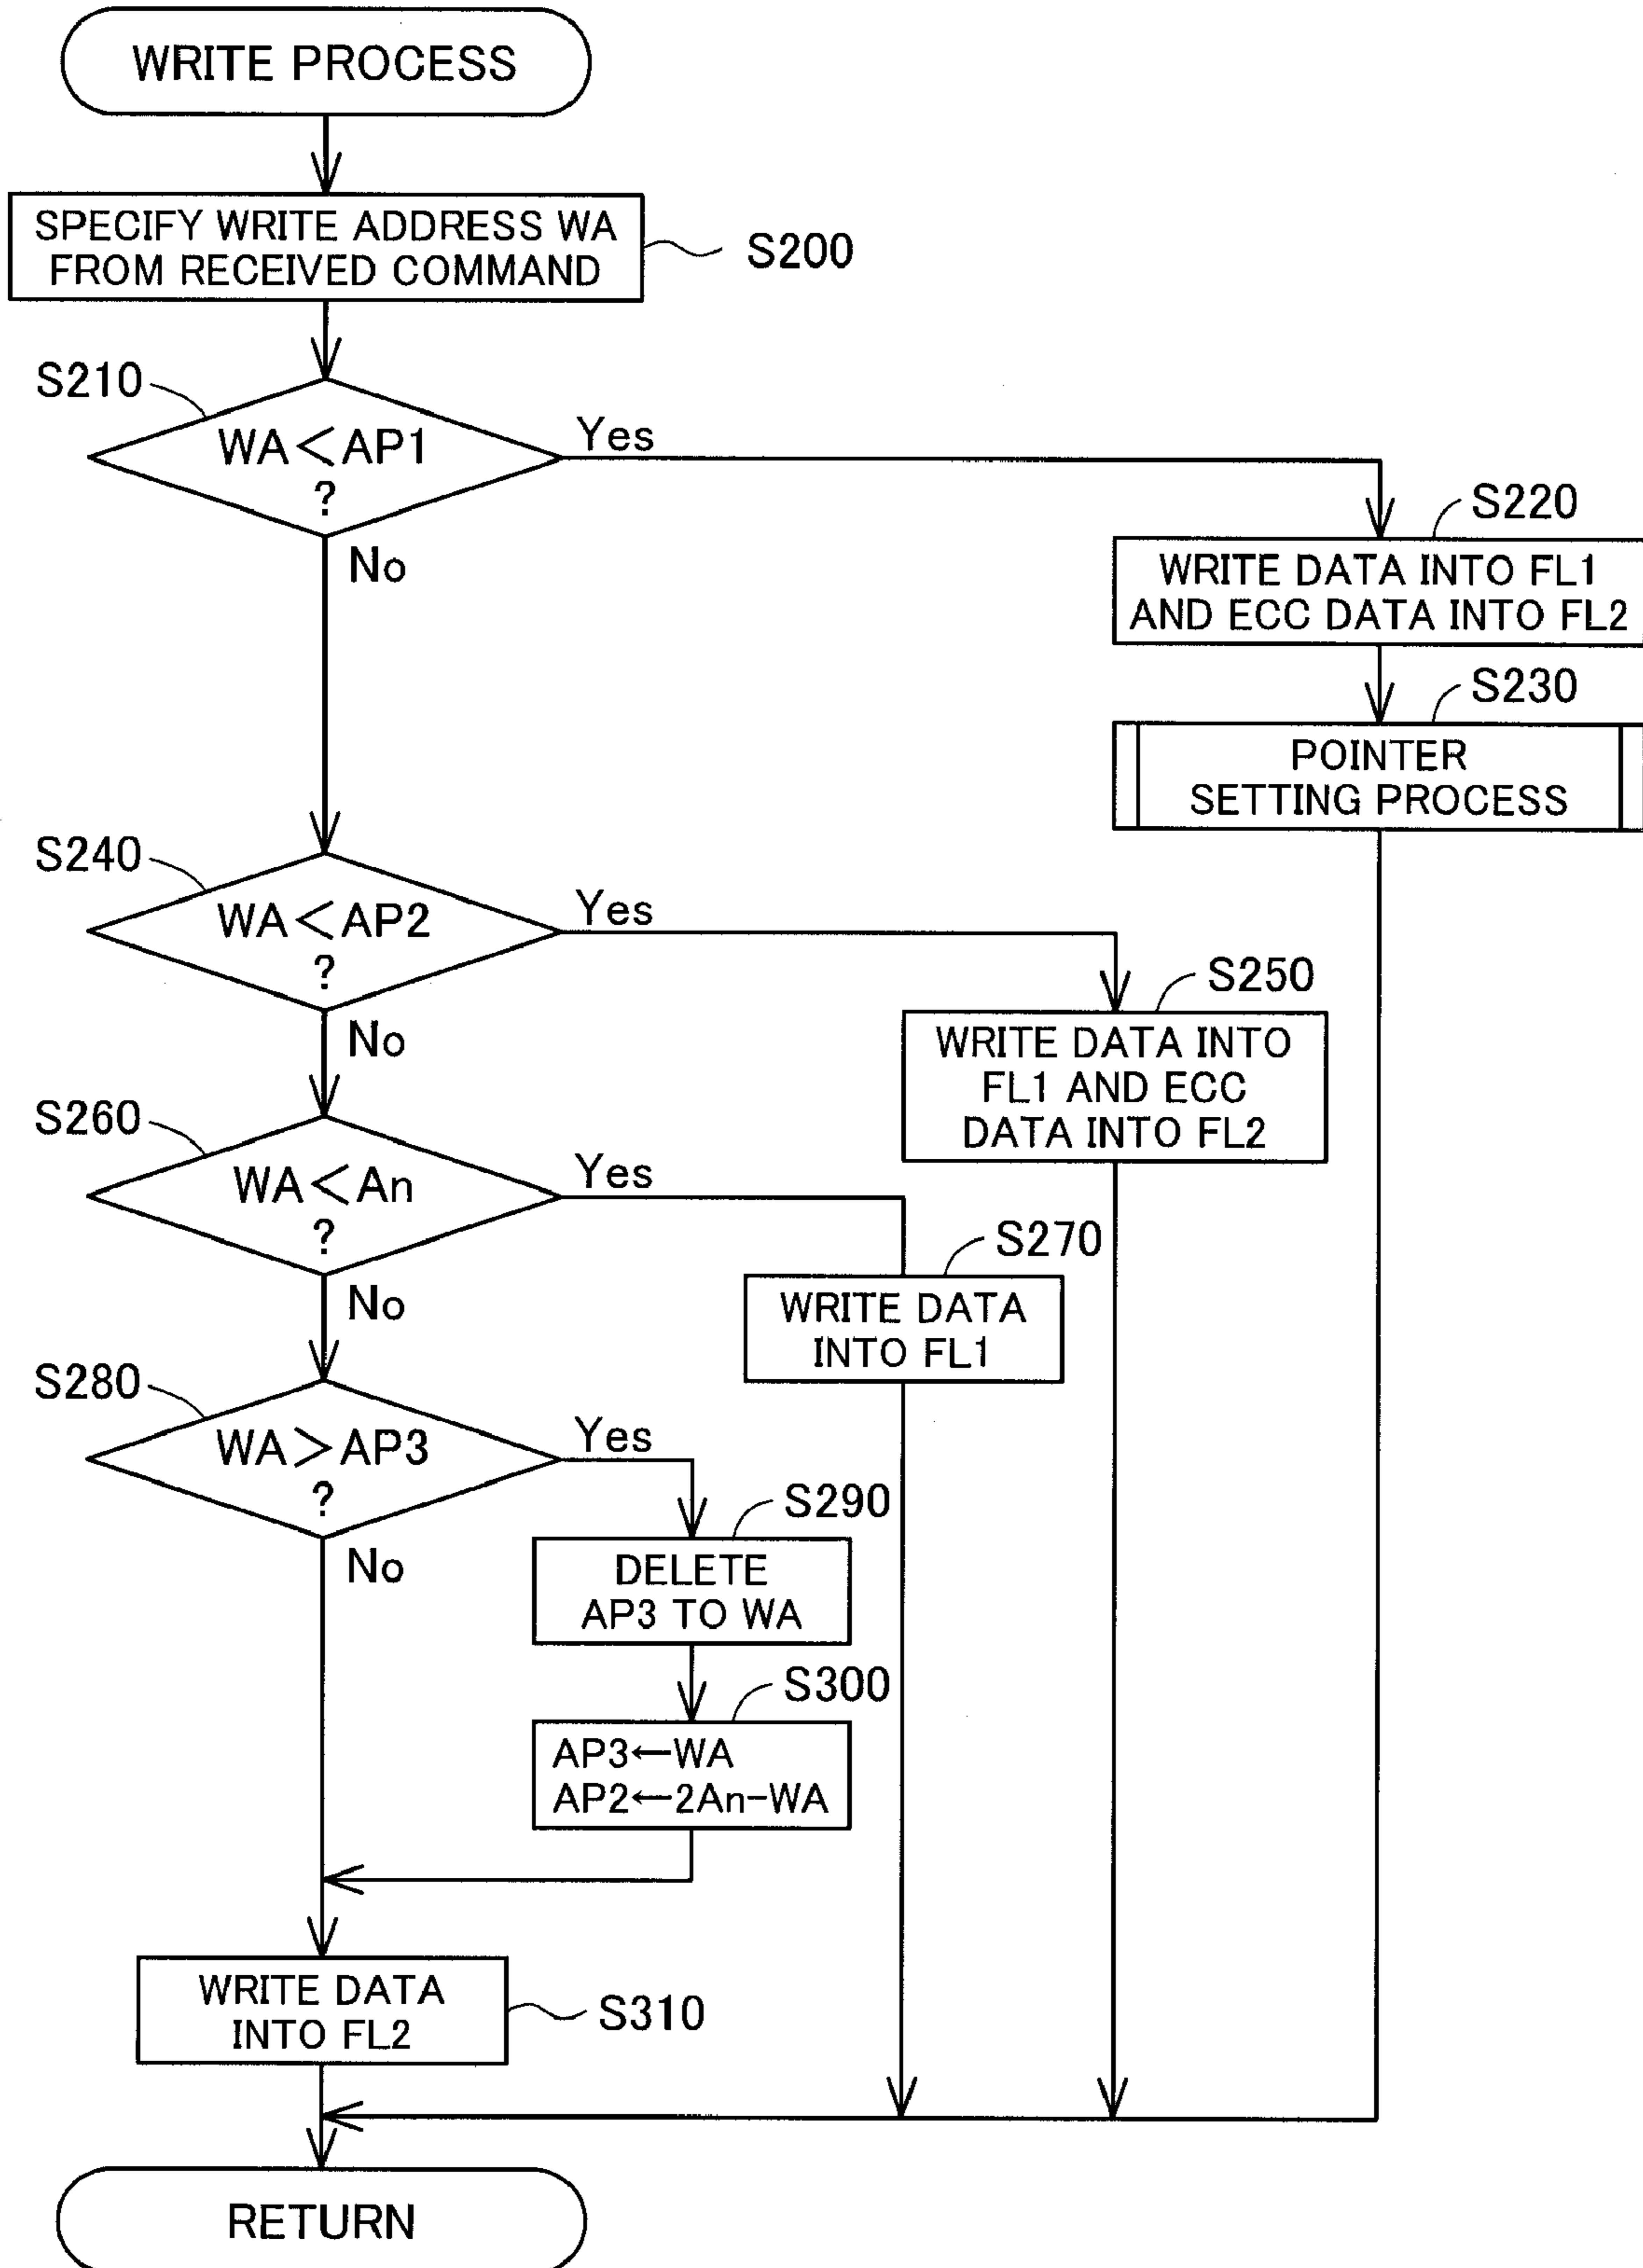 WRITE PROCESS
SPECIFY WRITE ADDRESS WA
FROM RECEIVED COMMAND
S200
S210
WA<AP1
?
Yes
No
S220
WRITE DATA INTO FL1
AND ECC DATA INTO FL2
S230
POINTER
SETTING PROCESS
S240
WA<AP2
?
Yes
No
S250
WRITE DATA INTO
FL1 AND ECC
DATA INTO FL2
S260
WA<An
?
Yes
No
S270
WRITE DATA
INTO FL1
S280
WA>AP3
?
Yes
No
S290
DELETE
AP3 TO WA
S300
AP3←WA
AP2←2An-WA
WRITE DATA
INTO FL2
S310
RETURN